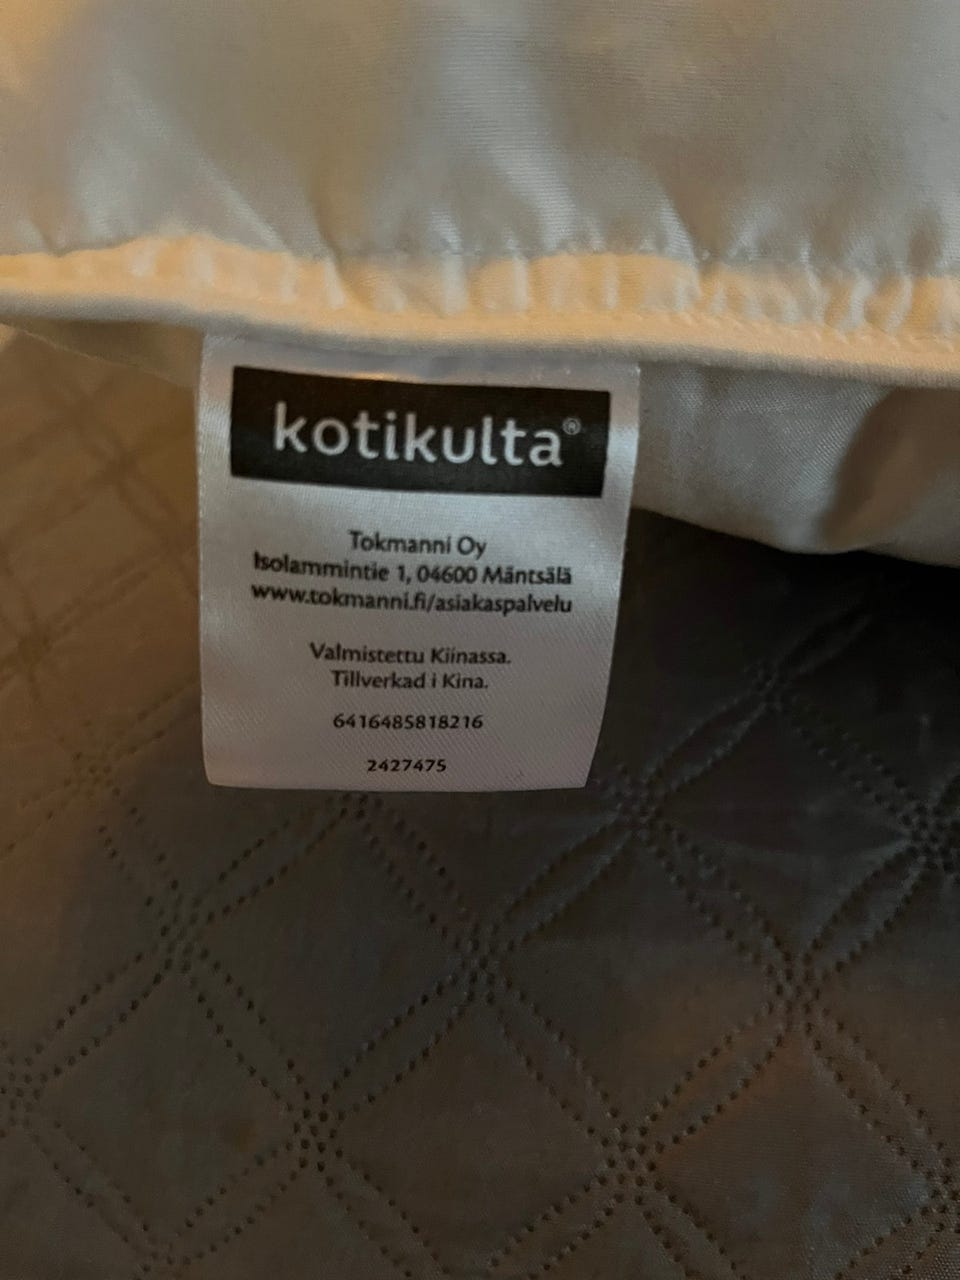 kotikulta®
Tokmanni Oy
Isolammintie 1, 04600 Mäntsälä
www.tokmanni.fi/asiakaspalvelu
Valmistettu Kiinassa.
Tillverkad i Kina.
6416485818216
2427475